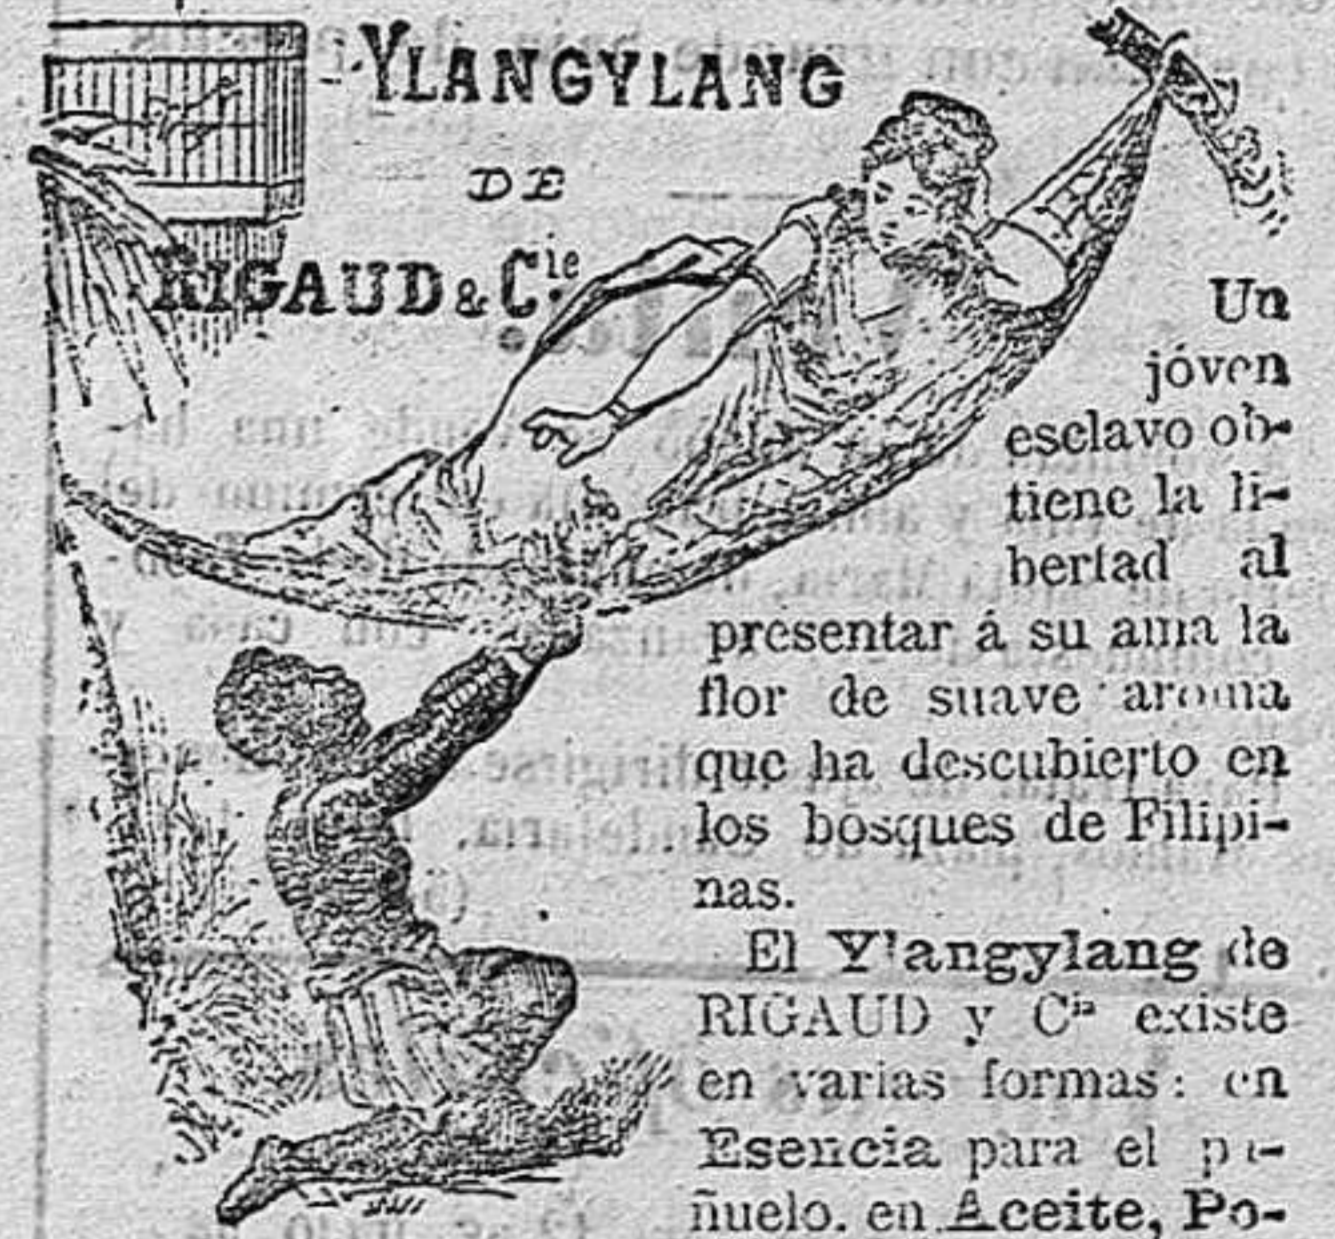 YLANGYLANG
DE
RIGAUD & Cie
Un
jóven
esclavo ob-
tiene la li-
bertad al
presentar á su ama la
flor de suave aroma
que ha descubierto en
los bosques de Filipi-
nas.
El Ylangylang de
RIGAUD y Cia existe
en varias formas: en
Esencia para el pa-
ñuelo, en Aceite, Po-